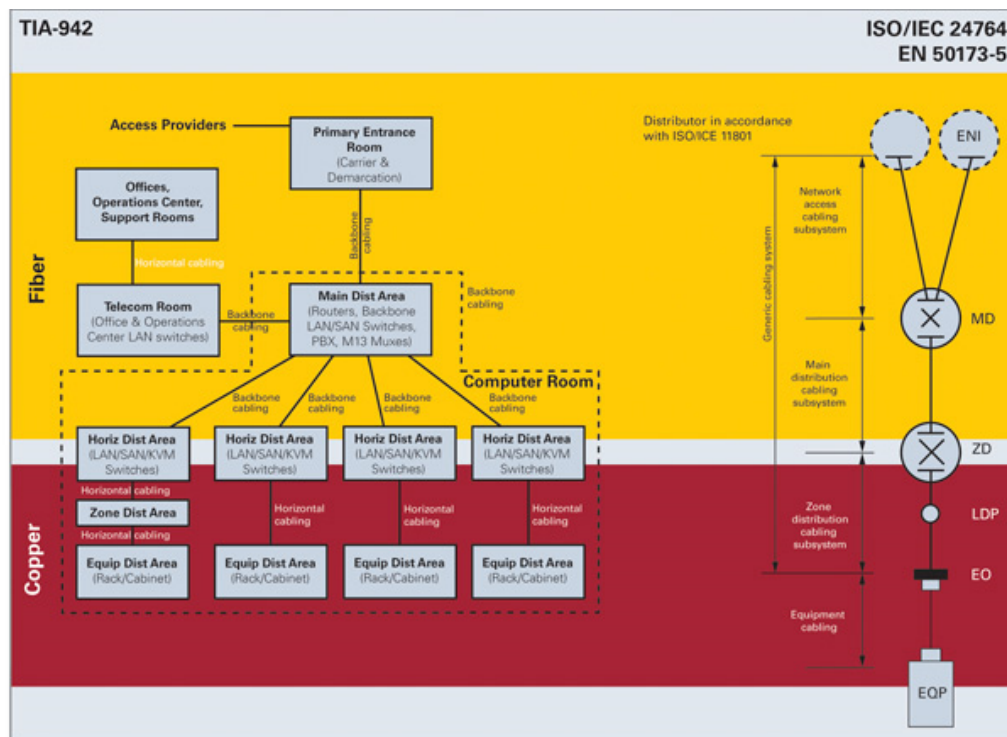 TIA-942
ISO/IEC 24764
EN 50173-5
Fiber
Copper
Access Providers
Primary Entrance
Room
(Carrier &
Demarcation)
Offices,
Operations Center,
Support Rooms
Backbone
cabling
Horizontal cabling
Telecom Room
(Office & Operations
Center LAN switches)
Backbone
cabling
Main Dist Area
(Routers, Backbone
LAN/SAN Switches,
PBX, M13 Muxes)
Backbone
cabling
Computer Room
Backbone
cabling
Backbone
cabling
Backbone
cabling
Backbone
cabling
Horiz Dist Area
(LAN/SAN/KVM
Switches)
Horiz Dist Area
(LAN/SAN/KVM
Switches)
Horiz Dist Area
(LAN/SAN/KVM
Switches)
Horiz Dist Area
(LAN/SAN/KVM
Switches)
Horizontal cabling
Zone Dist Area
Horizontal cabling
Horizontal
cabling
Horizontal
cabling
Horizontal
cabling
Equip Dist Area
(Rack/Cabinet)
Equip Dist Area
(Rack/Cabinet)
Equip Dist Area
(Rack/Cabinet)
Equip Dist Area
(Rack/Cabinet)
Distributor in accordance
with ISO/ICE 11801
ENI
Generic cabling system
Network
access
cabling
subsystem
MD
Main
distribution
cabling
subsystem
ZD
Zone
distribution
cabling
subsystem
LDP
EO
Equipment
cabling
EQP